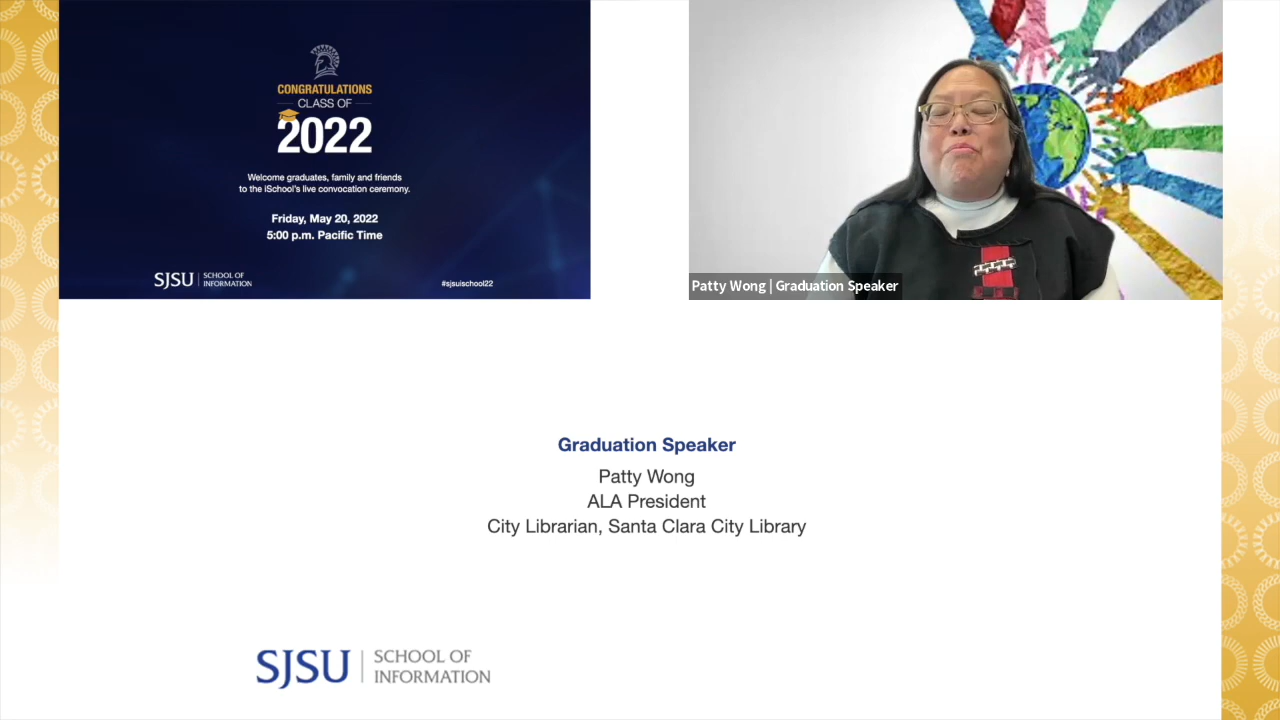 CONGRATULATIONS
CLASS OF
2022
Welcome graduates, family and friends
to the iSchool's live convocation ceremony.
Friday, May 20, 2022
5:00 p.m. Pacific Time
SJSU | SCHOOL OF
INFORMATION
#sjsuischool22
Patty Wong | Graduation Speaker
Graduation Speaker
Patty Wong
ALA President
City Librarian, Santa Clara City Library
SJSU | SCHOOL OF
INFORMATION